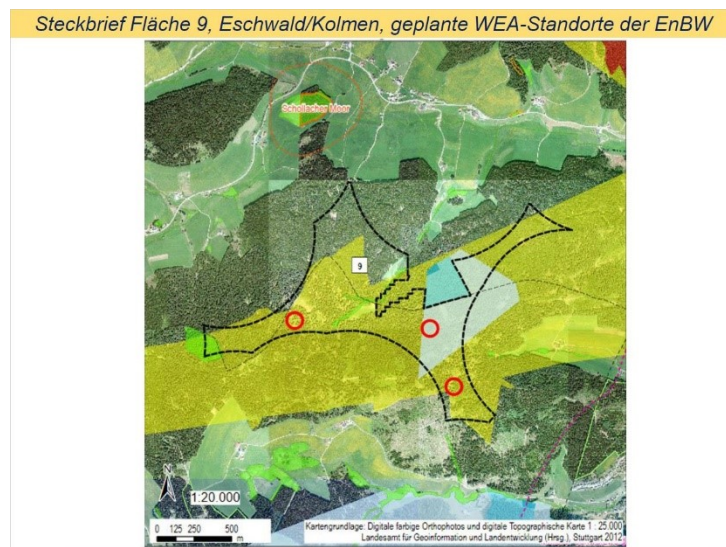 Steckbrief Fläche 9, Eschwald/Kolmen, geplante WEA-Standorte der EnBW
Schollacher Moor
9
1:20.000
0 125 250 500
m
Kartengrundlage: Digitale farbige Orthophotos und digitale Topographische Karte 1 : 25.000
Landesamt für Geoinformation und Landentwicklung (Hrsg.), Stuttgart 2012